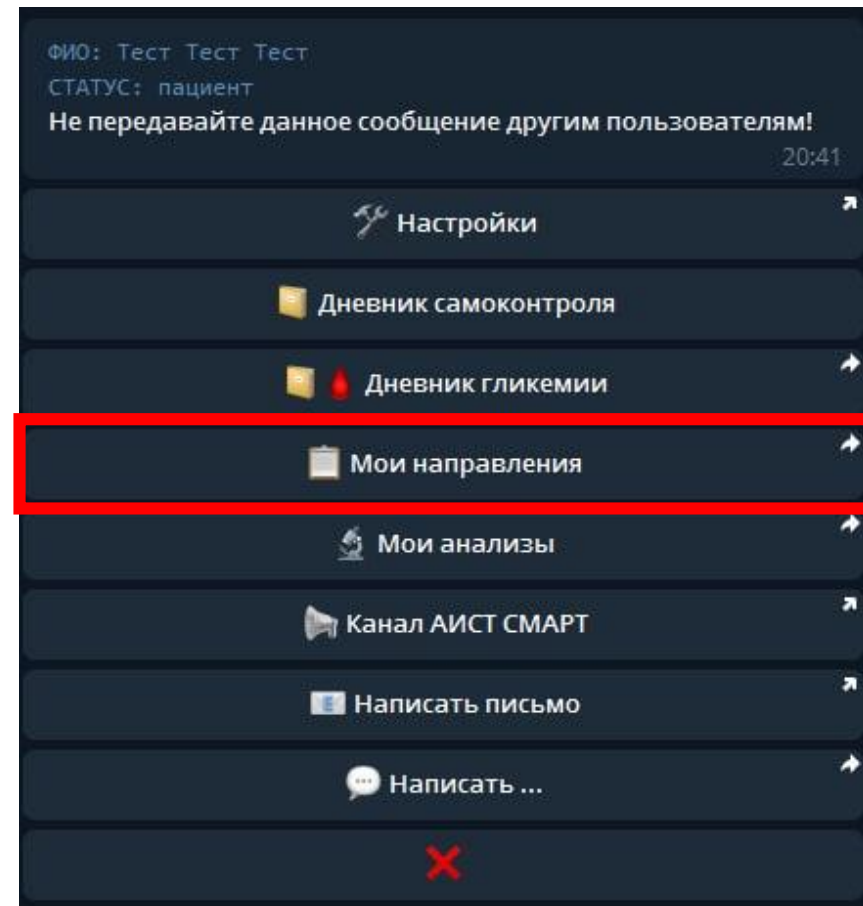 ФИО: Тест Тест Тест
СТАТУС: пациент
Не передавайте данное сообщение другим пользователям!
20:41
Настройки
Дневник самоконтроля
Дневник гликемии
Мои направления
Мои анализы
Канал АИСТ СМАРТ
Написать письмо
Написать ...